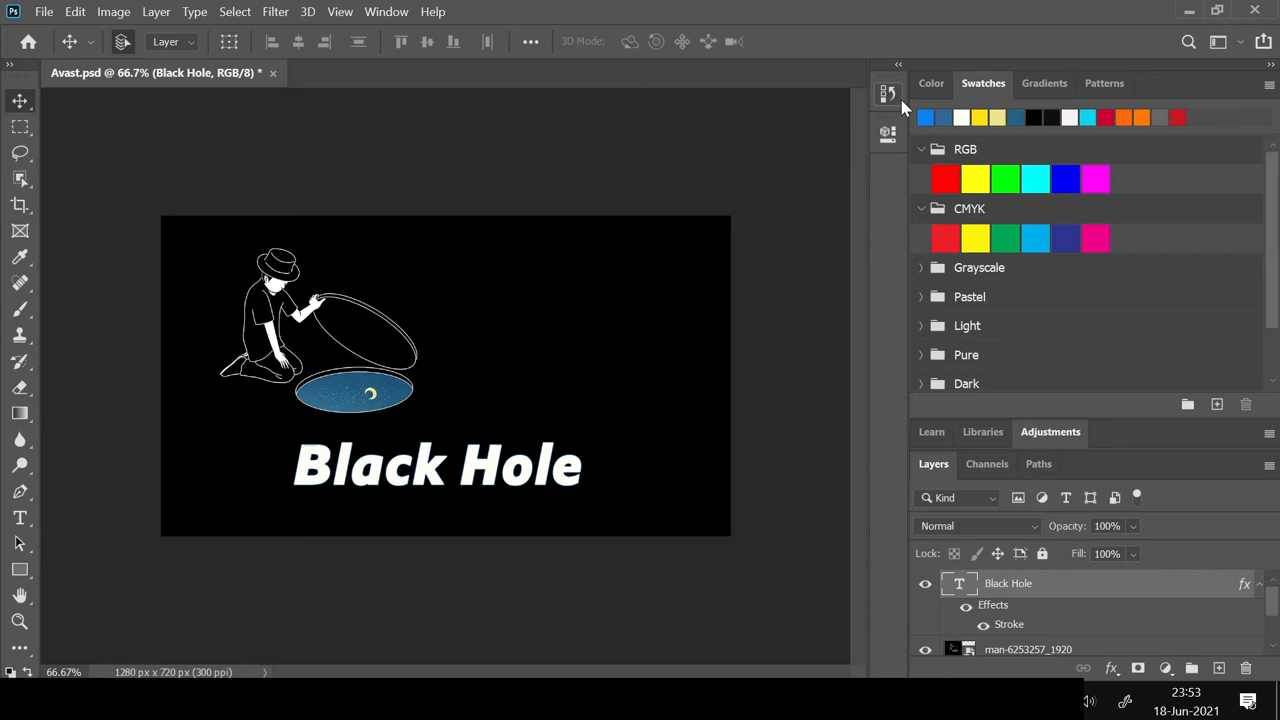 Ps File Edit Image Layer Type Select Filter 3D View Window Help
Layer 3D Mode:
Avast.psd @ 66.7% (Black Hole, RGB/8) *
Color Swatches Gradients Patterns
RGB
CMYK
Grayscale
Pastel
Light
Pure
Dark
Learn Libraries Adjustments
Layers Channels Paths
Kind
Normal Opacity: 100%
Lock: Fill: 100%
Black Hole fx
Effects
Stroke
man-6253257_1920
fx
Black Hole
66.67% 1280 px x 720 px (300 ppi)
23:53
18-Jun-2021